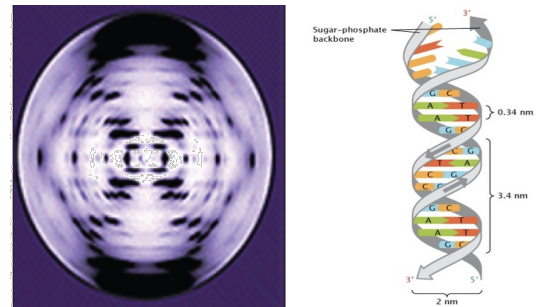 Sugar–phosphate
backbone
5'
3'
G C
A T
A T
G C
0.34 nm
C G
T A
C G
C G
3.4 nm
G C
A T
A T
G C
3'
5'
2 nm